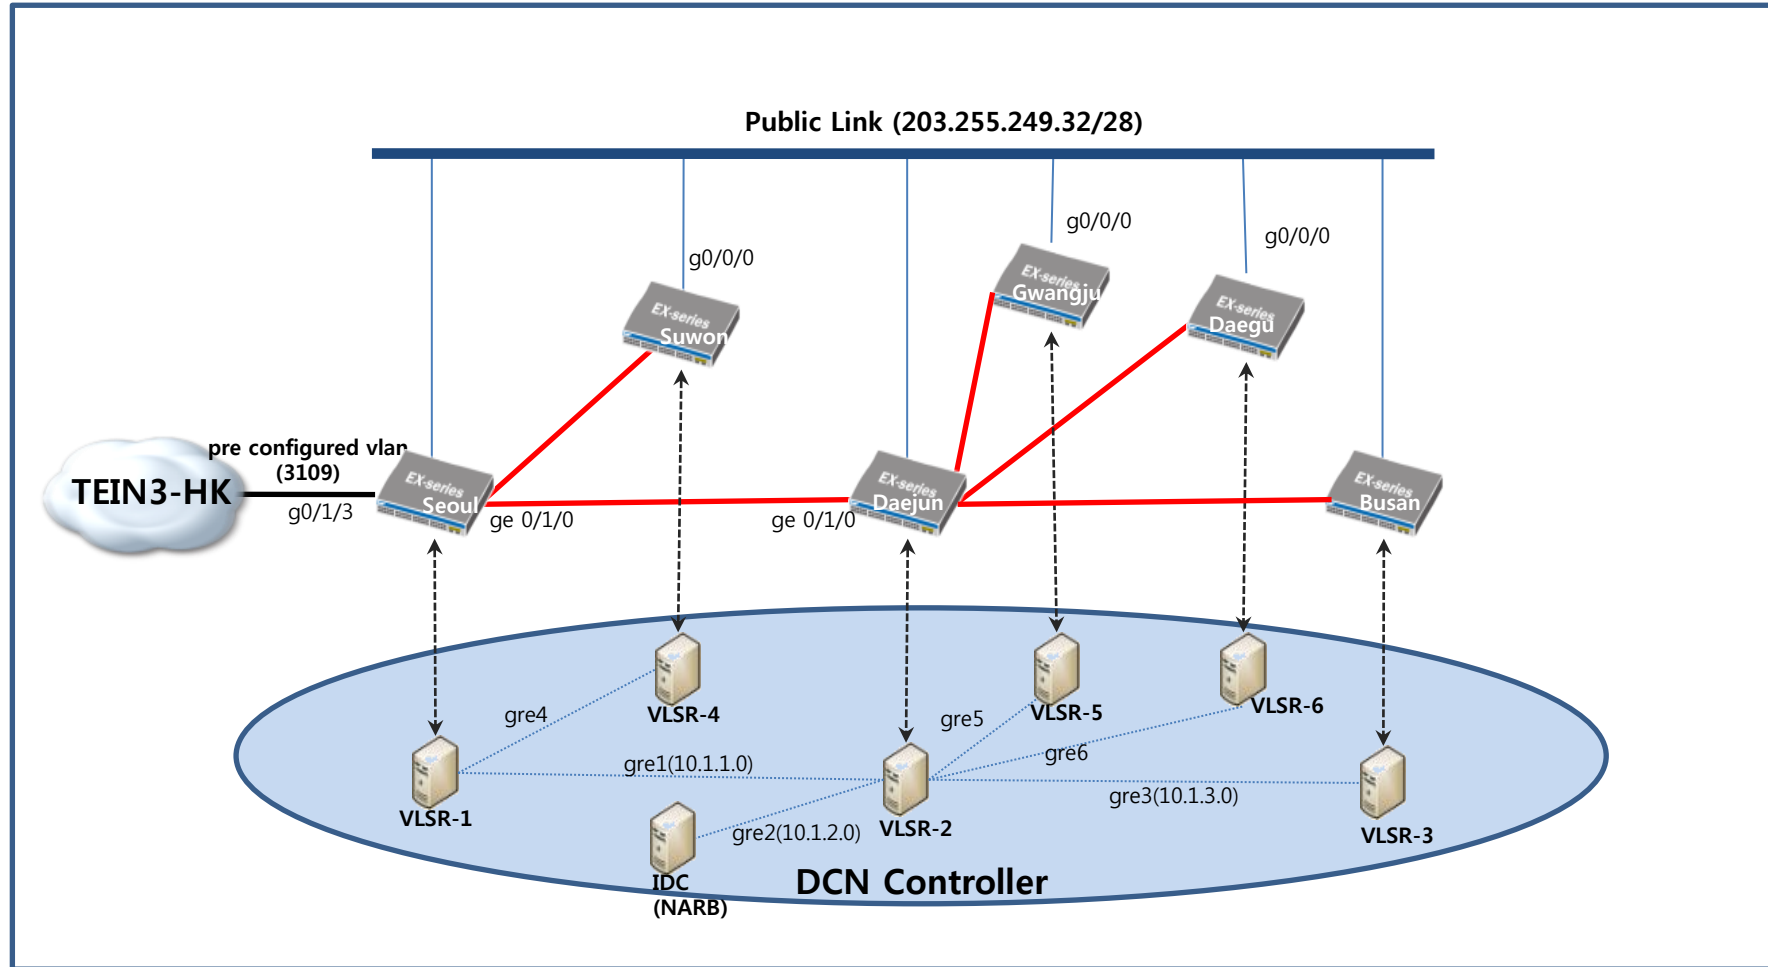 Public Link (203.255.249.32/28)
g0/0/0
g0/0/0
g0/0/0
EX-series
Gwangju
EX-series
Daegu
EX-series
Suwon
pre configured vlan
(3109)
TEIN3-HK
g0/1/3
EX-series
Seoul
ge 0/1/0
ge 0/1/0
EX-series
Daejun
EX-series
Busan
VLSR-4
VLSR-5
VLSR-6
gre4
gre5
gre6
gre1(10.1.1.0)
gre3(10.1.3.0)
VLSR-1
gre2(10.1.2.0)
VLSR-2
VLSR-3
IDC
(NARB)
DCN Controller